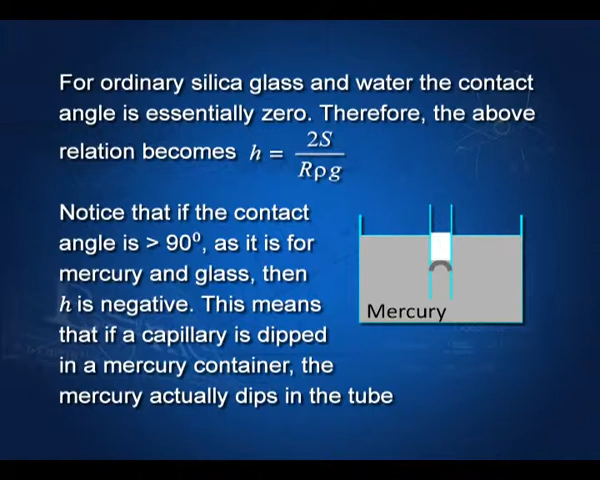 For ordinary silica glass and water the contact
angle is essentially zero. Therefore, the above
relation becomes h = 2S / Rρg
Notice that if the contact
angle is > 90⁰, as it is for
mercury and glass, then
h is negative. This means
that if a capillary is dipped
in a mercury container, the
mercury actually dips in the tube
Mercury